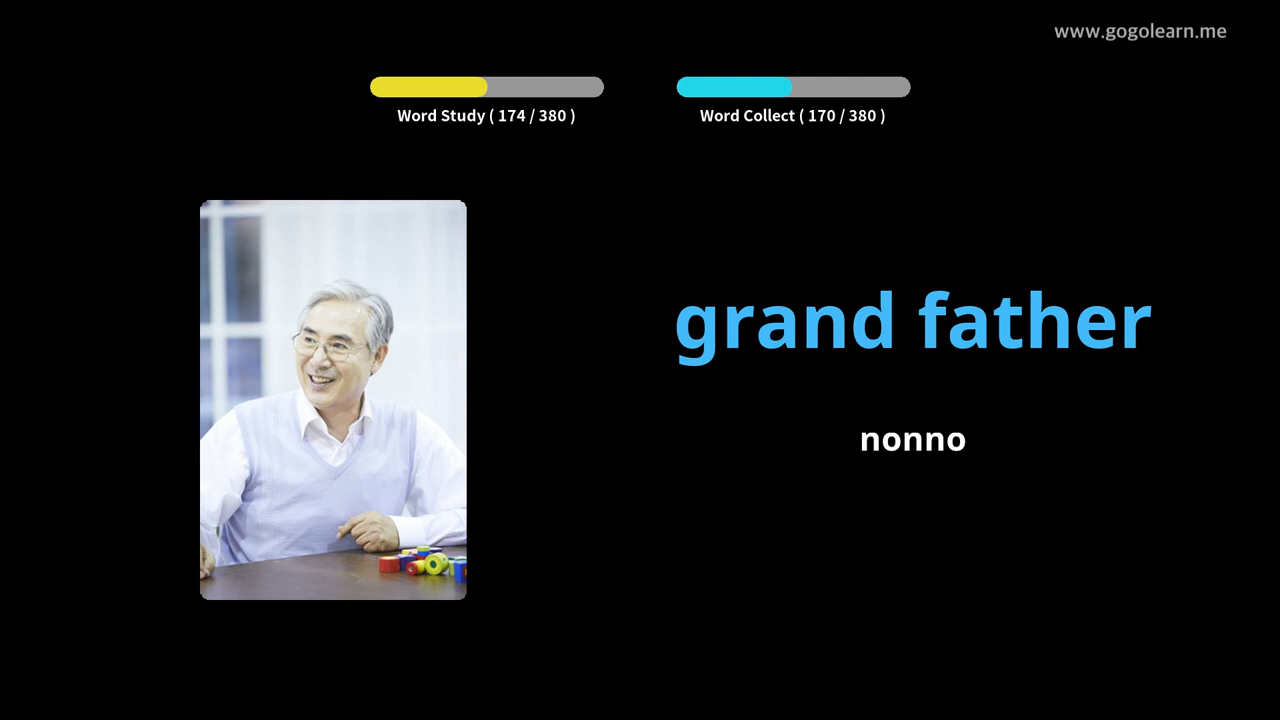 www.gogolearn.me
Word Study ( 174 / 380 )
Word Collect ( 170 / 380 )
grand father
nonno